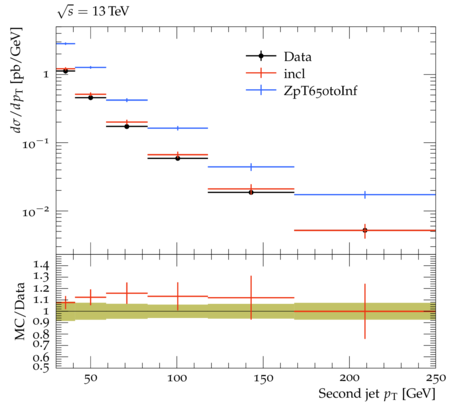 √s = 13 TeV
dσ/dpT [pb/GeV]
1
10⁻¹
10⁻²
Data
incl
ZpT650toInf
MC/Data
1.4
1.3
1.2
1.1
1
0.9
0.8
0.7
0.6
0.5
50
100
150
200
250
Second jet pT [GeV]